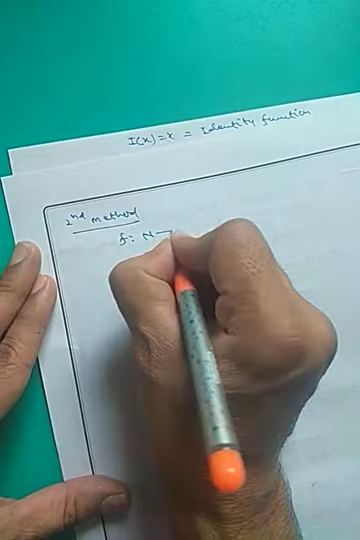 I(x) = x = Identity function
2nd method
f: N →